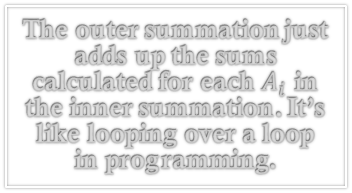 The outer summation just
adds up the sums
calculated for each Aᵢ in
the inner summation. It's
like looping over a loop
in programming.